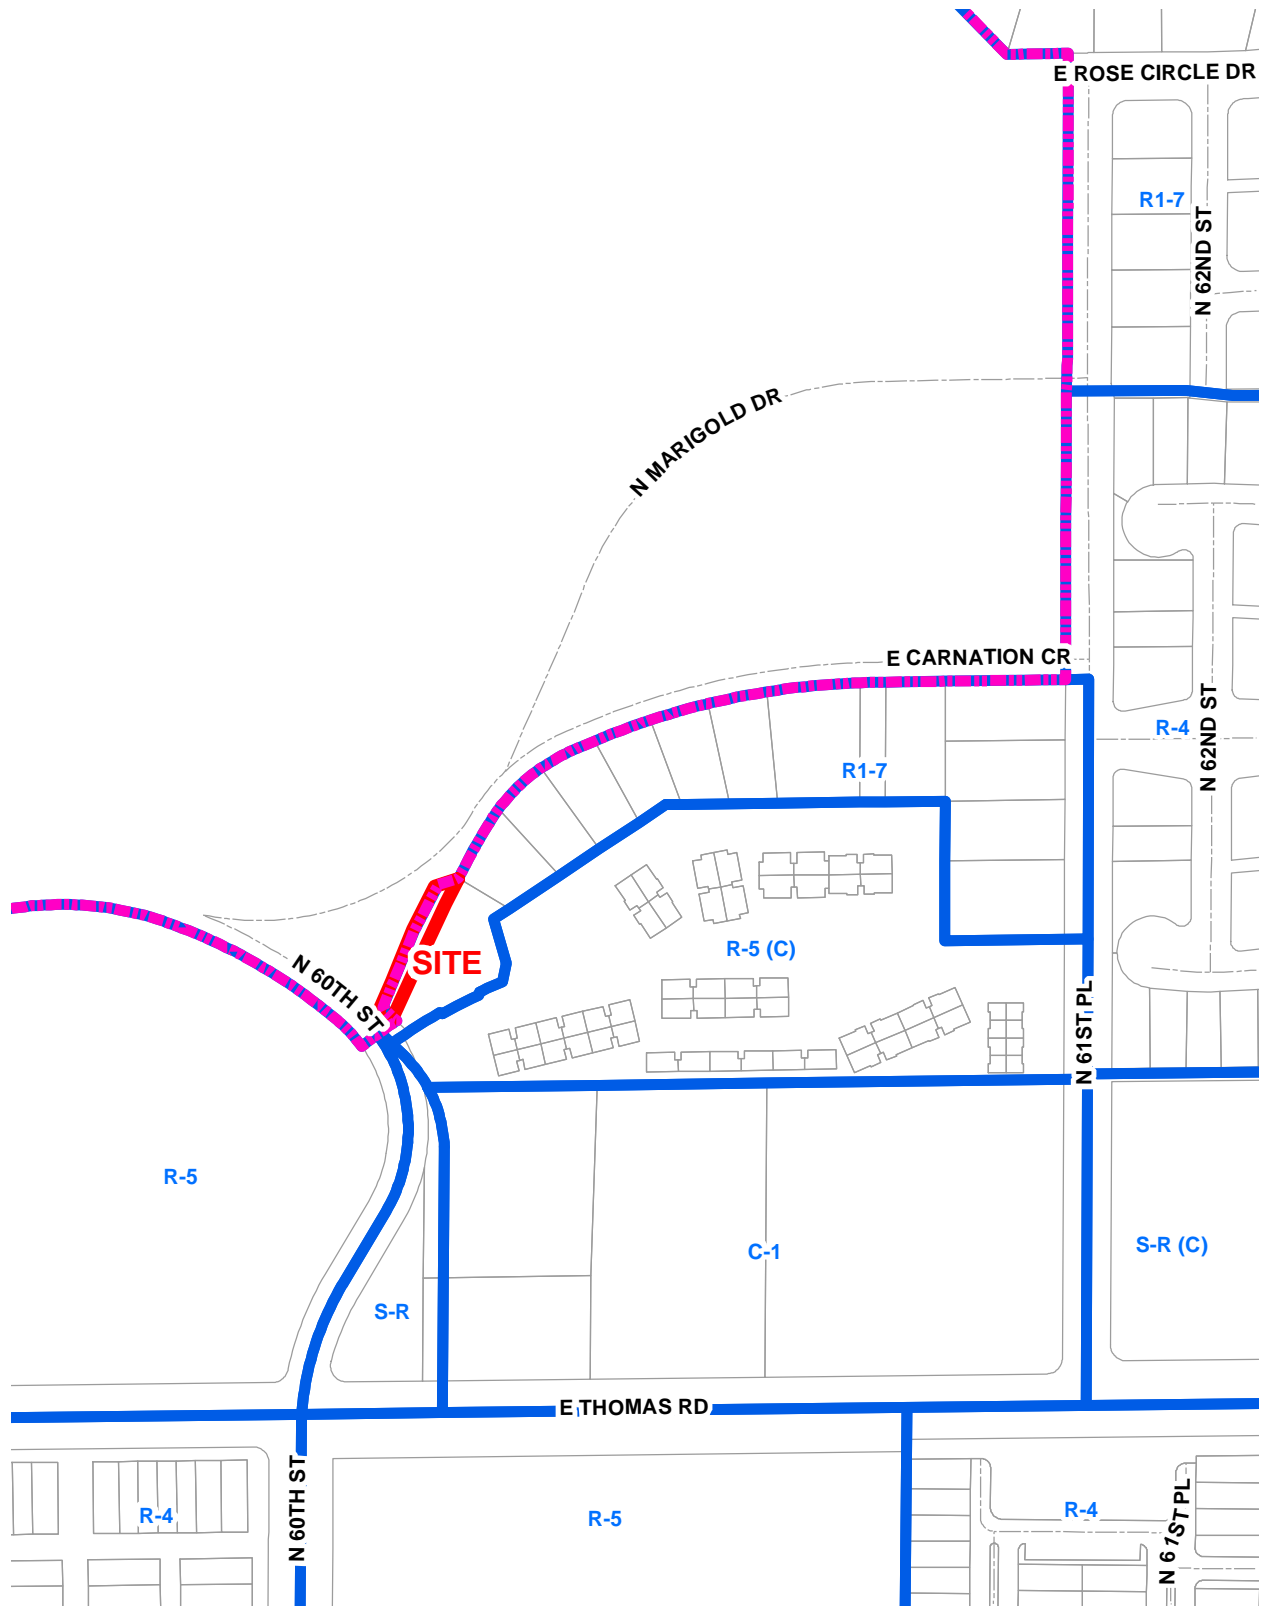 E ROSE CIRCLE DR
R1-7
N 62ND ST
N MARIGOLD DR
E CARNATION CR
R-4
N 62ND ST
R1-7
R-5 (C)
SITE
N 60TH ST
N 61ST PL
R-5
C-1
S-R (C)
S-R
E THOMAS RD
N 60TH ST
R-4
R-5
R-4
N 61ST PL